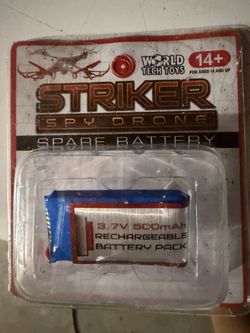 WORLD
TECH TOYS
14+
FOR AGES 14 AND UP
STRIKER
SPY DRONE
SPARE BATTERY
3.7V 500mAh
RECHARGEABLE
BATTERY PACK